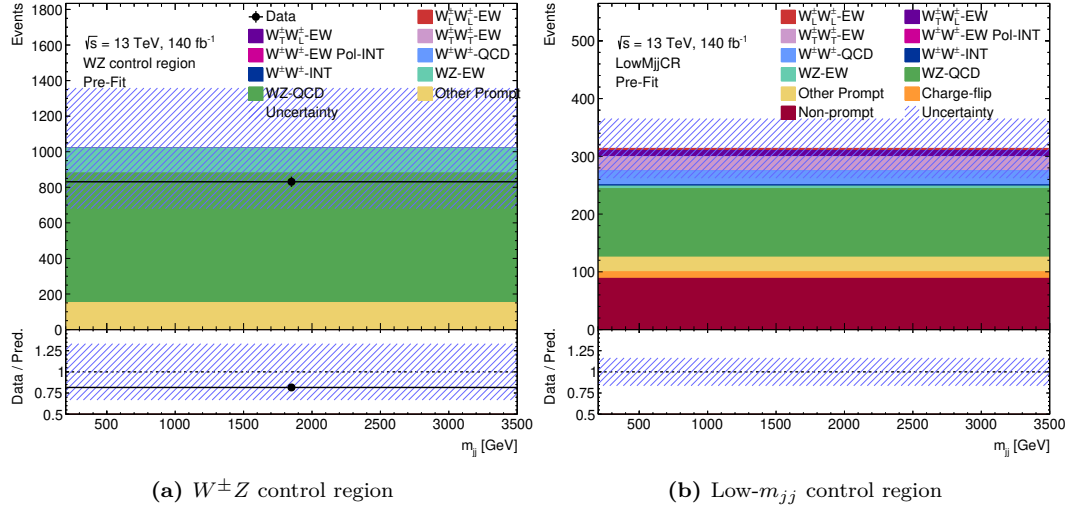 Events
1800
1600
1400
1200
1000
800
600
400
200
0
√s = 13 TeV, 140 fb⁻¹
WZ control region
Pre-Fit
Data
W±TW±L-EW
W±W±-EW Pol-INT
W±W±-INT
WZ-QCD
Uncertainty
W±LW±L-EW
W±TW±T-EW
W±W±-QCD
WZ-EW
Other Prompt
Data / Pred.
1.25
1
0.75
0.5
500 1000 1500 2000 2500 3000 3500
mjj [GeV]
(a) W±Z control region
Events
500
400
300
200
100
0
√s = 13 TeV, 140 fb⁻¹
LowMjjCR
Pre-Fit
W±LW±L-EW
W±TW±T-EW
W±W±-QCD
WZ-EW
Other Prompt
Non-prompt
W±TW±L-EW
W±W±-EW Pol-INT
W±W±-INT
WZ-QCD
Charge-flip
Uncertainty
Data / Pred.
1.25
1
0.75
0.5
500 1000 1500 2000 2500 3000 3500
mjj [GeV]
(b) Low-mjj control region